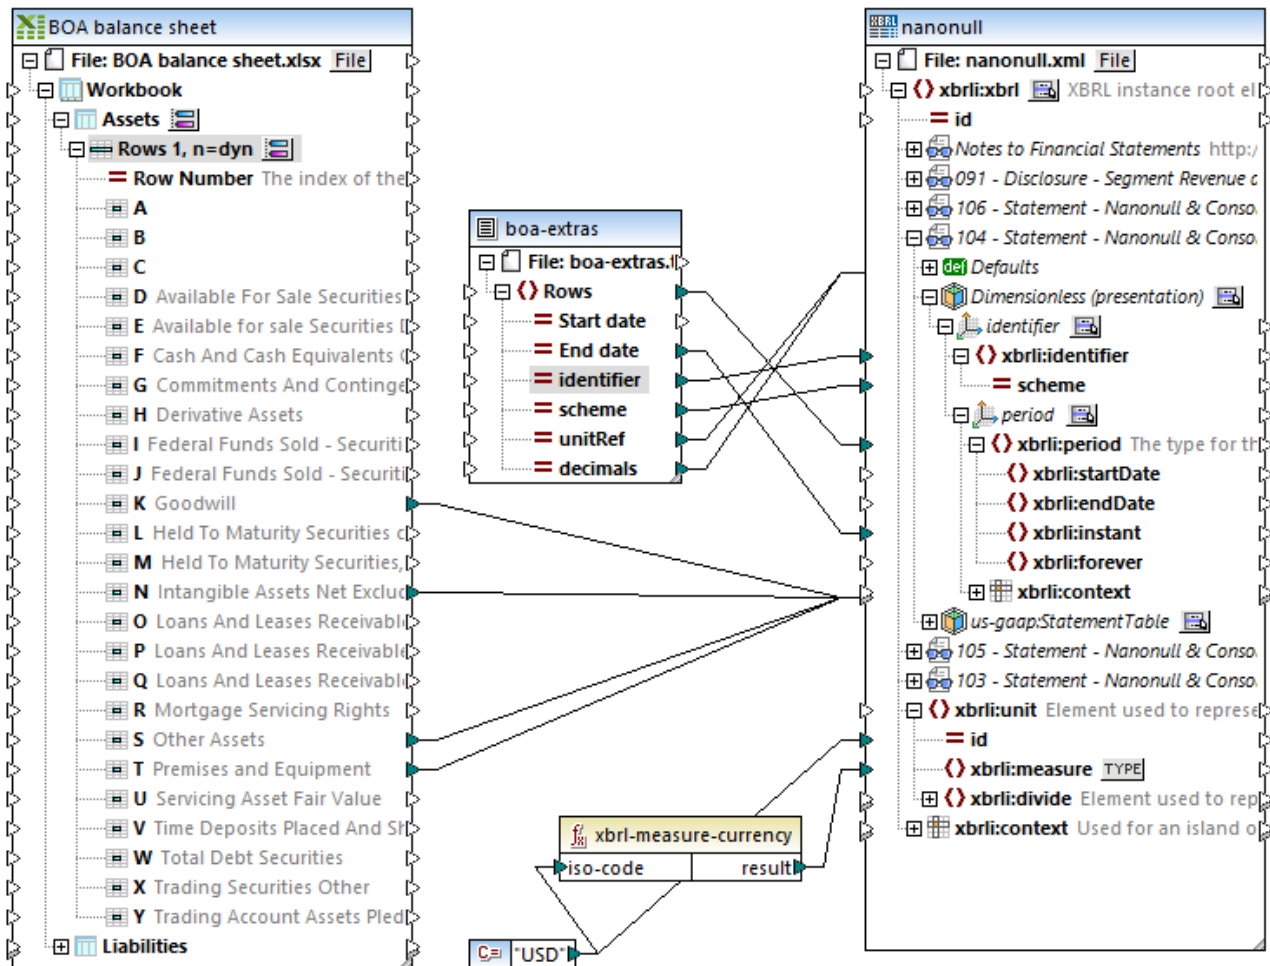 BOA balance sheet
File: BOA balance sheet.xlsx File
Workbook
Assets
Rows 1, n=dyn
Row Number The index of the
A
B
C
D Available For Sale Securities
E Available for sale Securities
F Cash And Cash Equivalents
G Commitments And Continge
H Derivative Assets
I Federal Funds Sold - Securiti
J Federal Funds Sold - Securiti
K Goodwill
L Held To Maturity Securities c
M Held To Maturity Securities,
N Intangible Assets Net Excluc
O Loans And Leases Receivable
P Loans And Leases Receivable
Q Loans And Leases Receivabl
R Mortgage Servicing Rights
S Other Assets
T Premises and Equipment
U Servicing Asset Fair Value
V Time Deposits Placed And Sh
W Total Debt Securities
X Trading Securities Other
Y Trading Account Assets Pled
Liabilities
boa-extras
File: boa-extras.t
Rows
Start date
End date
identifier
scheme
unitRef
decimals
xbrl-measure-currency
iso-code result
C= "USD"
XBRL nanonull
File: nanonull.xml File
xbrli:xbrl XBRL instance root el
id
Notes to Financial Statements http:/
091 - Disclosure - Segment Revenue a
106 - Statement - Nanonull & Conso
104 - Statement - Nanonull & Conso
def Defaults
Dimensionless (presentation)
identifier
xbrli:identifier
scheme
period
xbrli:period The type for th
xbrli:startDate
xbrli:endDate
xbrli:instant
xbrli:forever
xbrli:context
us-gaap:StatementTable
105 - Statement - Nanonull & Conso
103 - Statement - Nanonull & Conso
xbrli:unit Element used to represe
id
xbrli:measure TYPE
xbrli:divide Element used to rep
xbrli:context Used for an island o